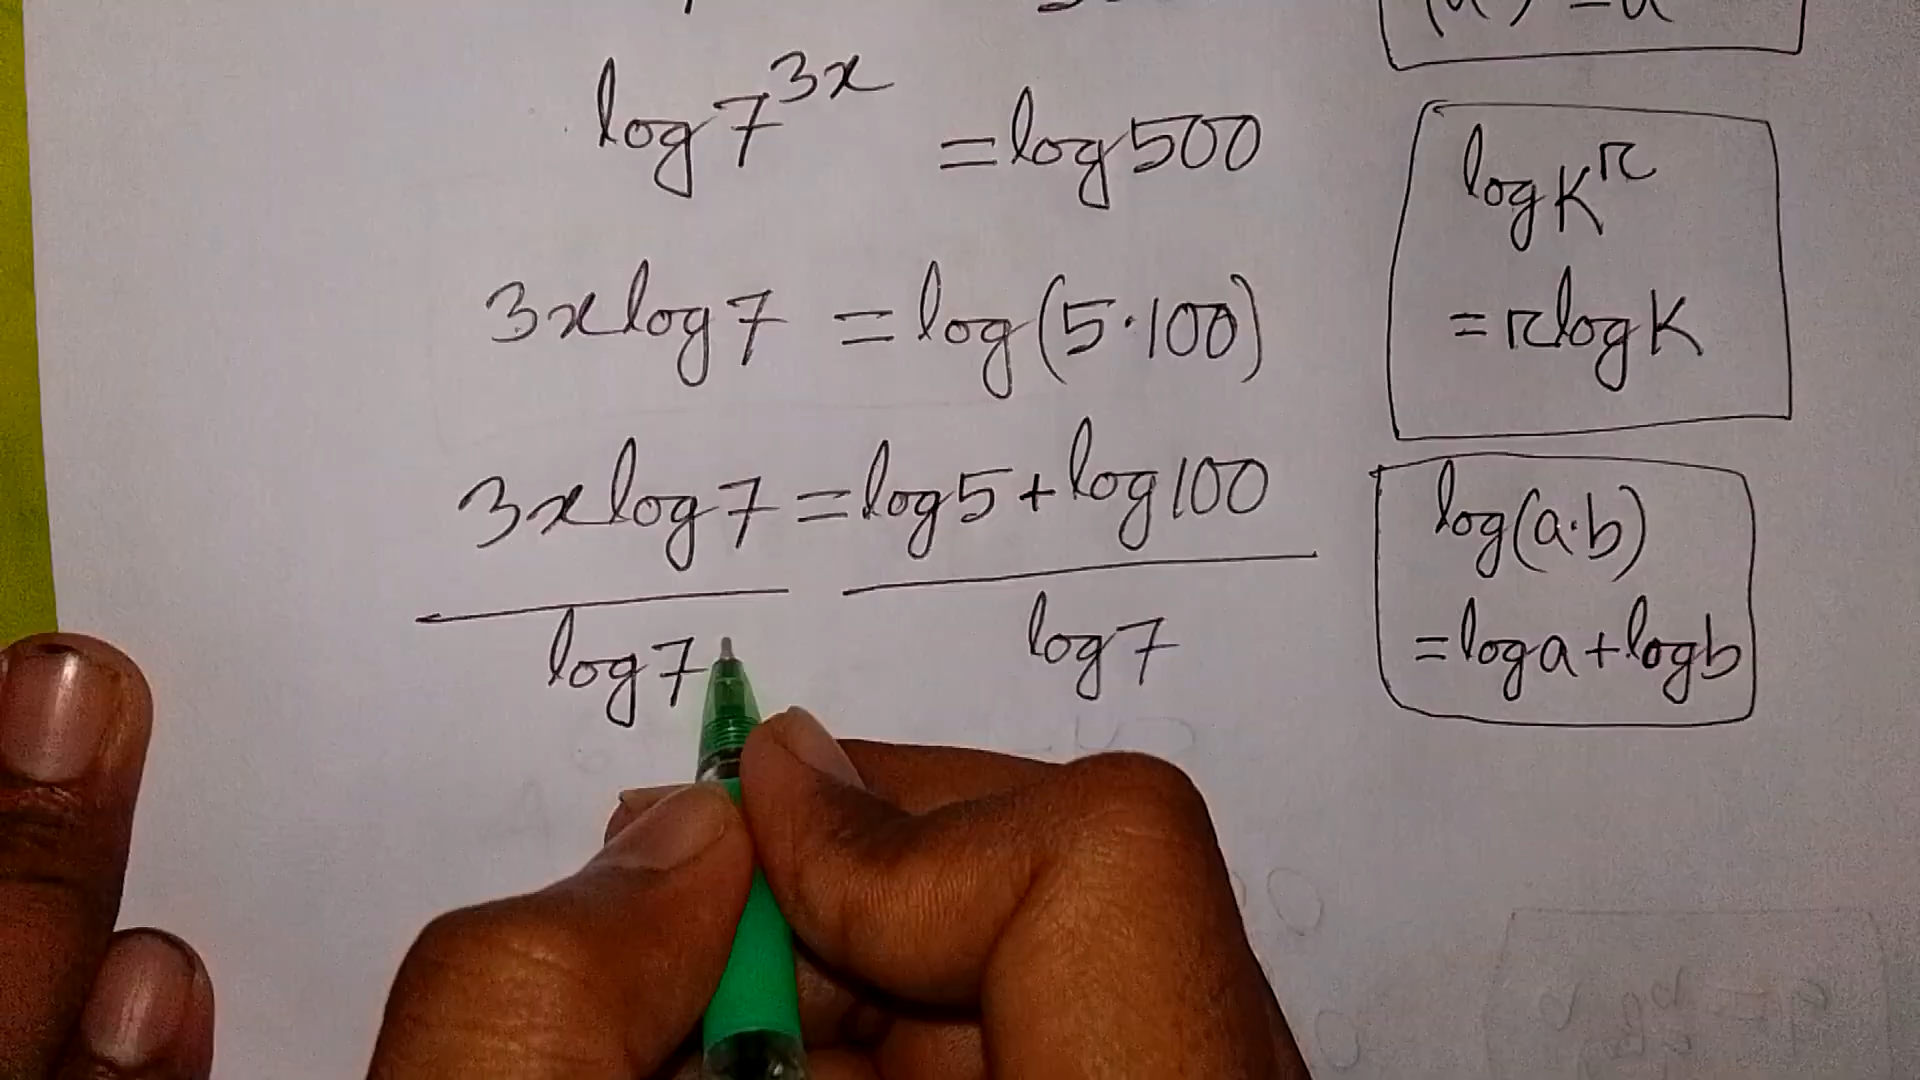 log 7^3x = log 500
3x log 7 = log (5·100)
3x log 7 = log 5 + log 100
log 7 log 7
log K^r
= r log K
log (a·b)
= log a + log b